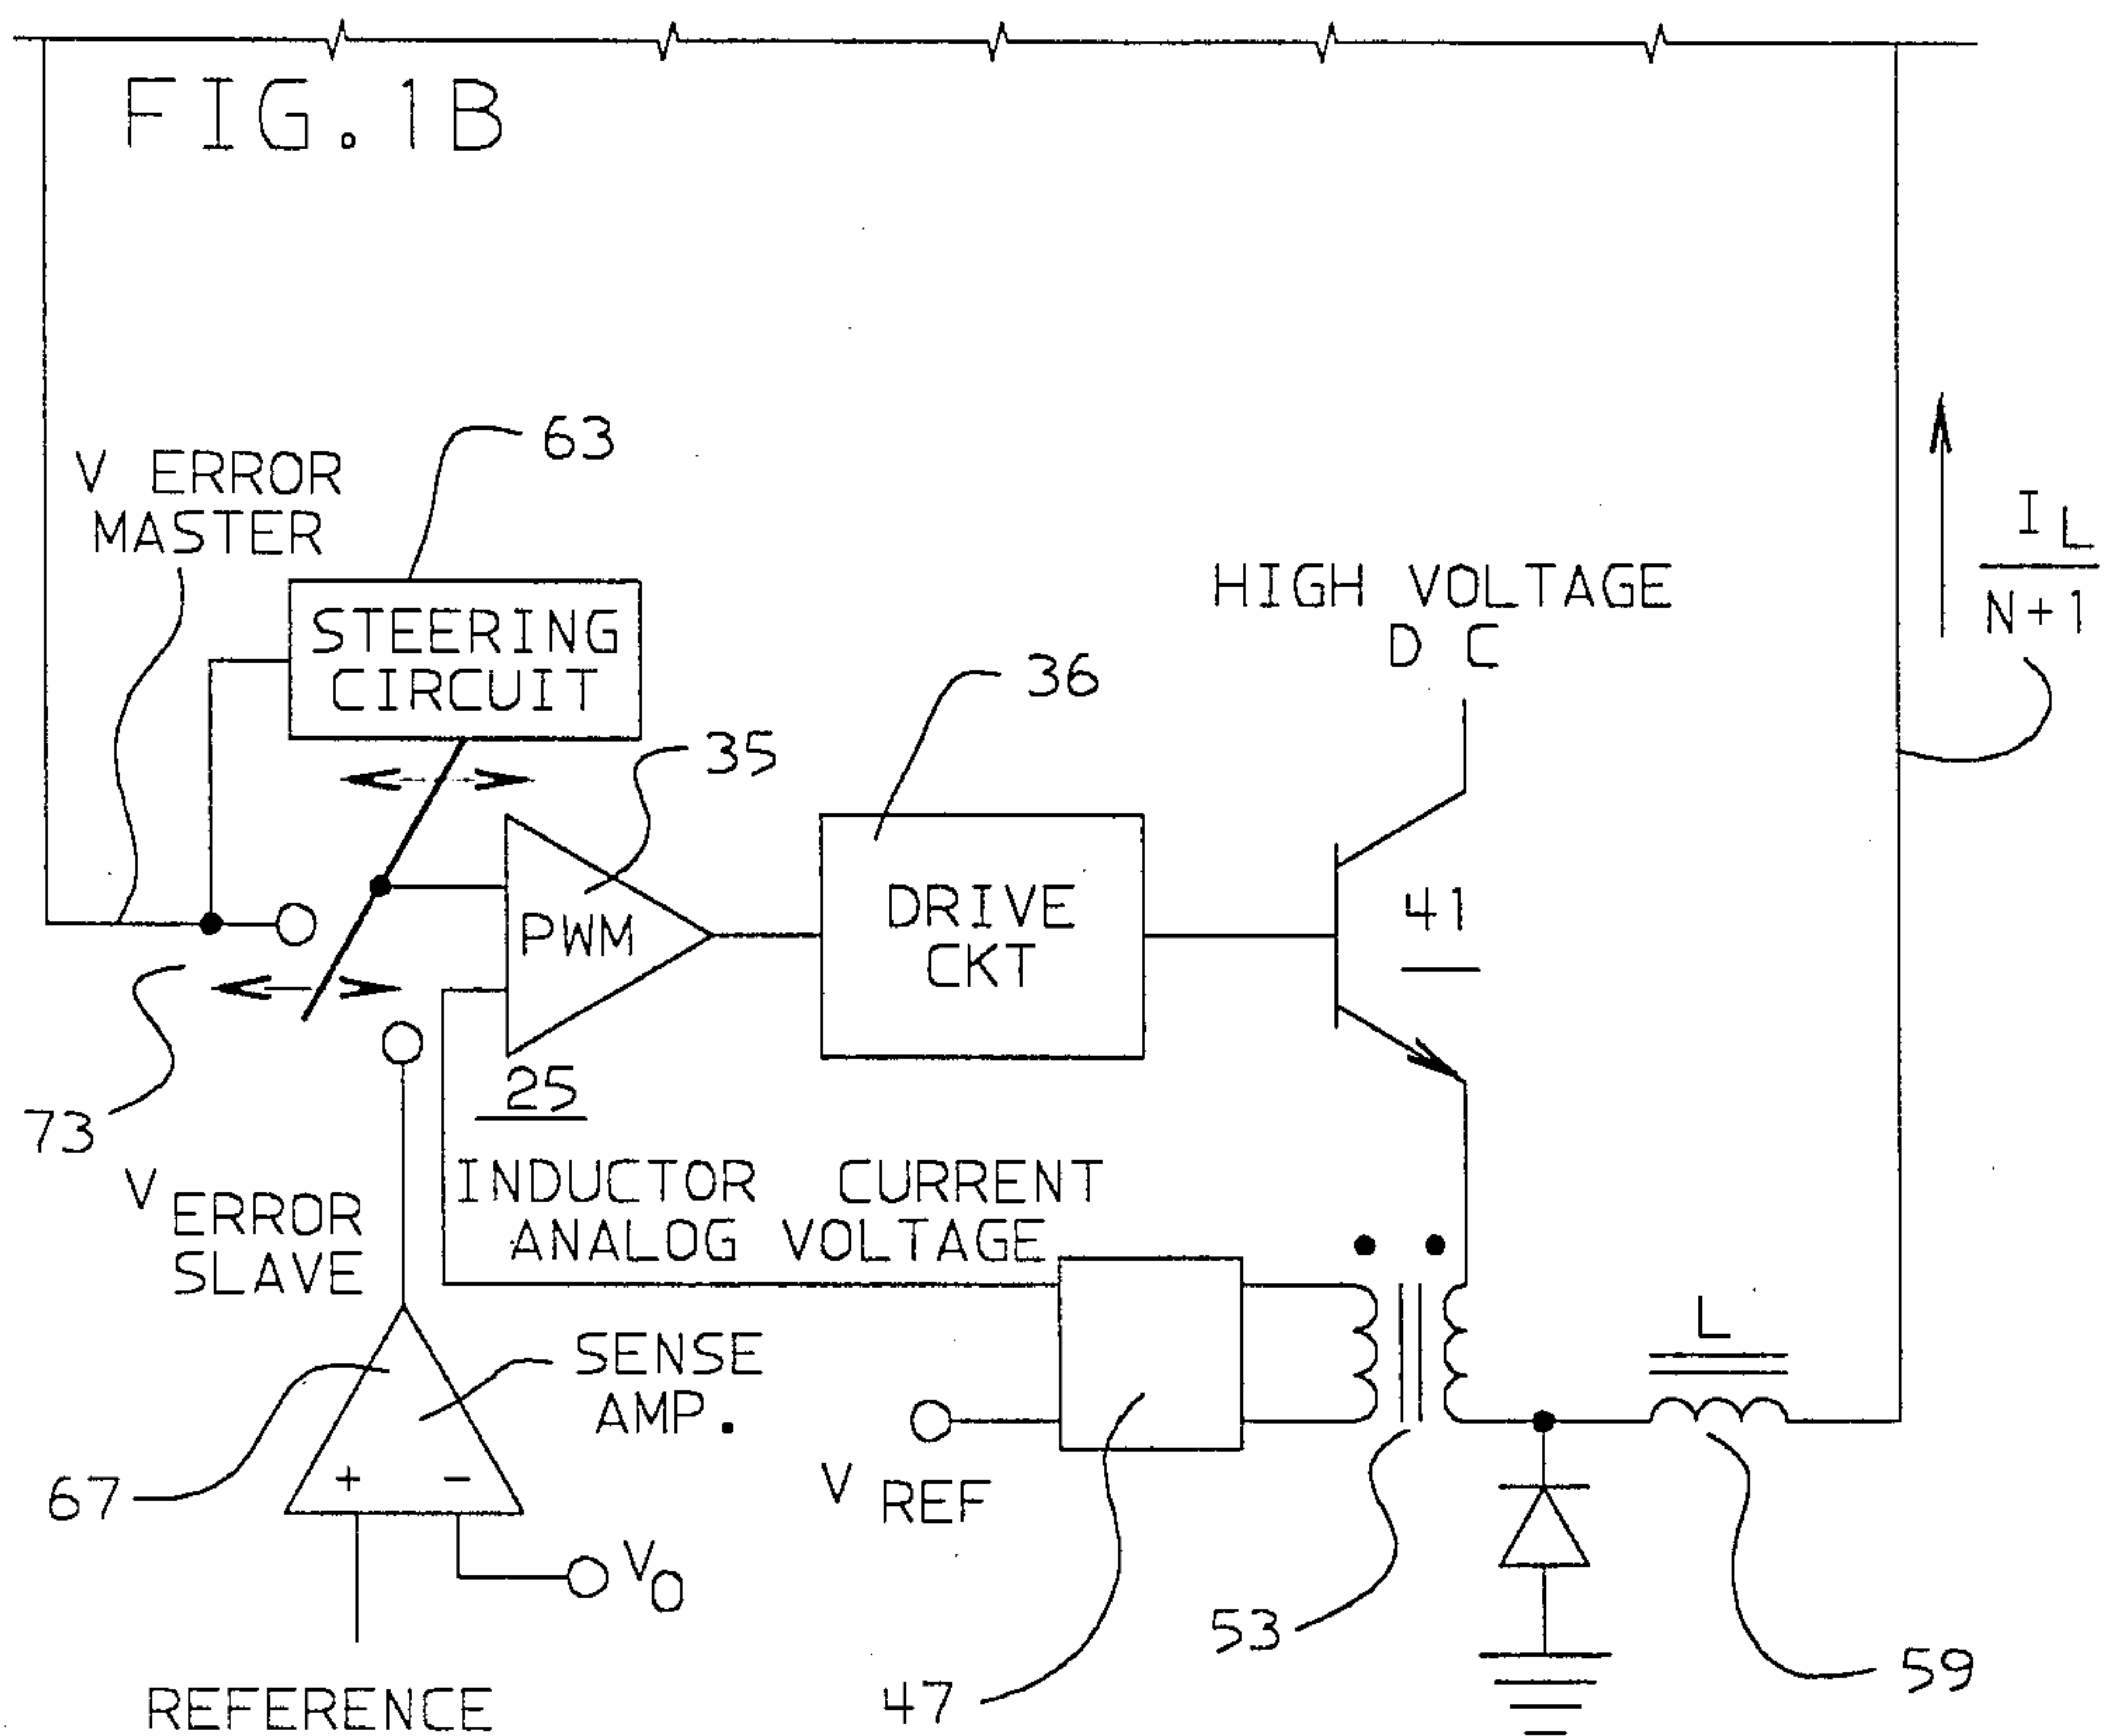 FIG.1B
63
V ERROR
MASTER
I L
N+1
HIGH VOLTAGE
D C
STEERING
CIRCUIT
36
35
PWM
DRIVE
CKT
41
25
73
V ERROR
SLAVE
INDUCTOR CURRENT
ANALOG VOLTAGE
L
SENSE
AMP.
67
+ -
V REF
VO
53
59
47
REFERENCE